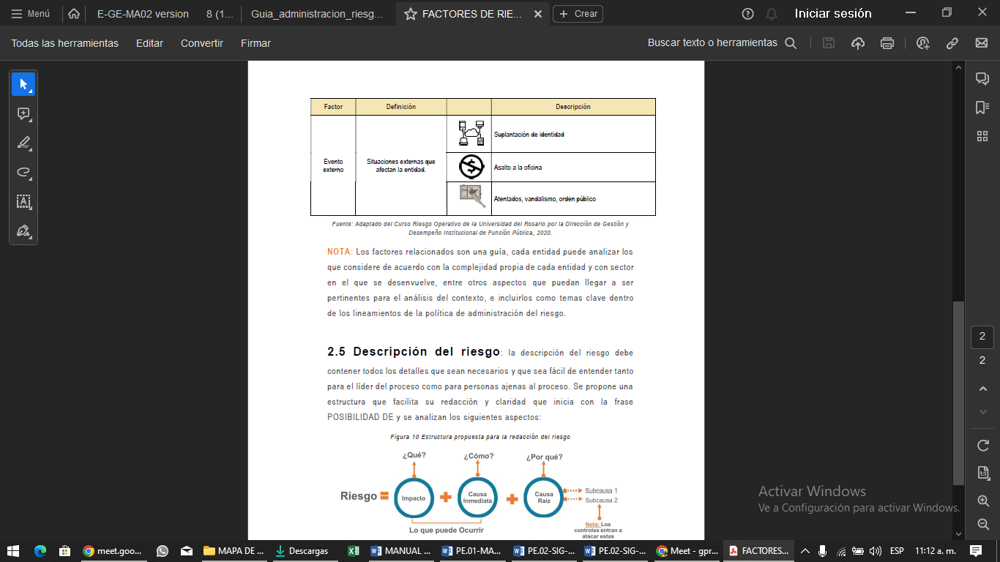 Menú
E-GE-MA02 version 8 (1...
Guia_administracion_riesg...
FACTORES DE RIE...
Crear
Iniciar sesión
Todas las herramientas
Editar
Convertir
Firmar
Buscar texto o herramientas
Factor
Definición
Descripción
Suplantación de identidad
Evento
externo
Situaciones externas que
afectan la entidad.
Asalto a la oficina
Atentados, vandalismo, orden público
Fuente: Adaptado del Curso Riesgo Operativo de la Universidad del Rosario por la Dirección de Gestión y
Desempeño Institucional de Función Pública, 2020.
NOTA: Los factores relacionados son una guía, cada entidad puede analizar los
que considere de acuerdo con la complejidad propia de cada entidad y con sector
en el que se desenvuelve, entre otros aspectos que puedan llegar a ser
pertinentes para el análisis del contexto, e incluirlos como temas clave dentro
de los lineamientos de la política de administración del riesgo.
2.5 Descripción del riesgo: la descripción del riesgo debe
contener todos los detalles que sean necesarios y que sea fácil de entender tanto
para el líder del proceso como para personas ajenas al proceso. Se propone una
estructura que facilita su redacción y claridad que inicia con la frase
POSIBILIDAD DE y se analizan los siguientes aspectos:
Figura 10 Estructura propuesta para la redacción del riesgo
¿Qué?
¿Cómo?
¿Por qué?
Riesgo
Impacto
Causa
Inmediata
Causa
Raíz
Subcausa 1
Subcausa 2
Lo que puede Ocurrir
Nota: Los
controles entran a
atacar estas
2
2
1:1
Activar Windows
Ve a Configuración para activar Windows.
meet.goo...
MAPA DE ...
Descargas
MANUAL ...
PE.01-MA...
PE.02-SIG-...
PE.02-SIG-...
Meet - gpr...
FACTORES...
ESP
11:12 a. m.